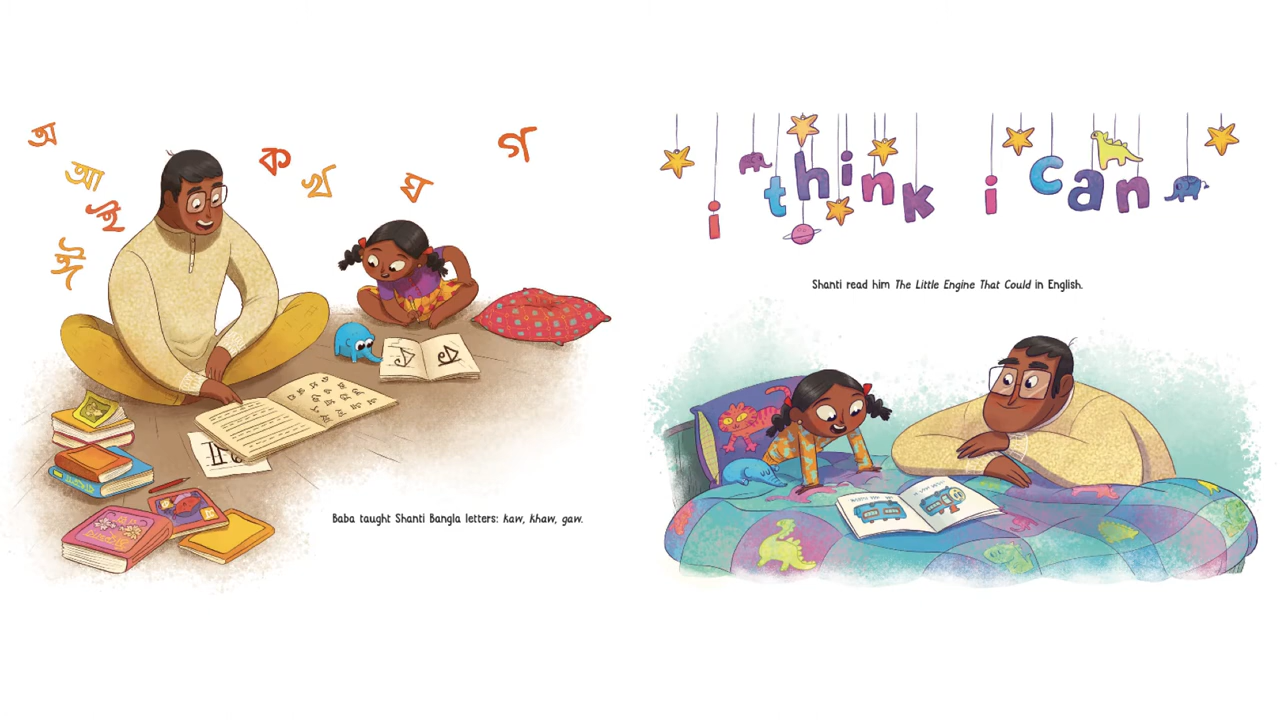 অ
আ
ই
ঈ
ক
খ
গ
ঘ
Baba taught Shanti Bangla letters: kaw, khaw, gaw.
i think i can
Shanti read him The Little Engine That Could in English.